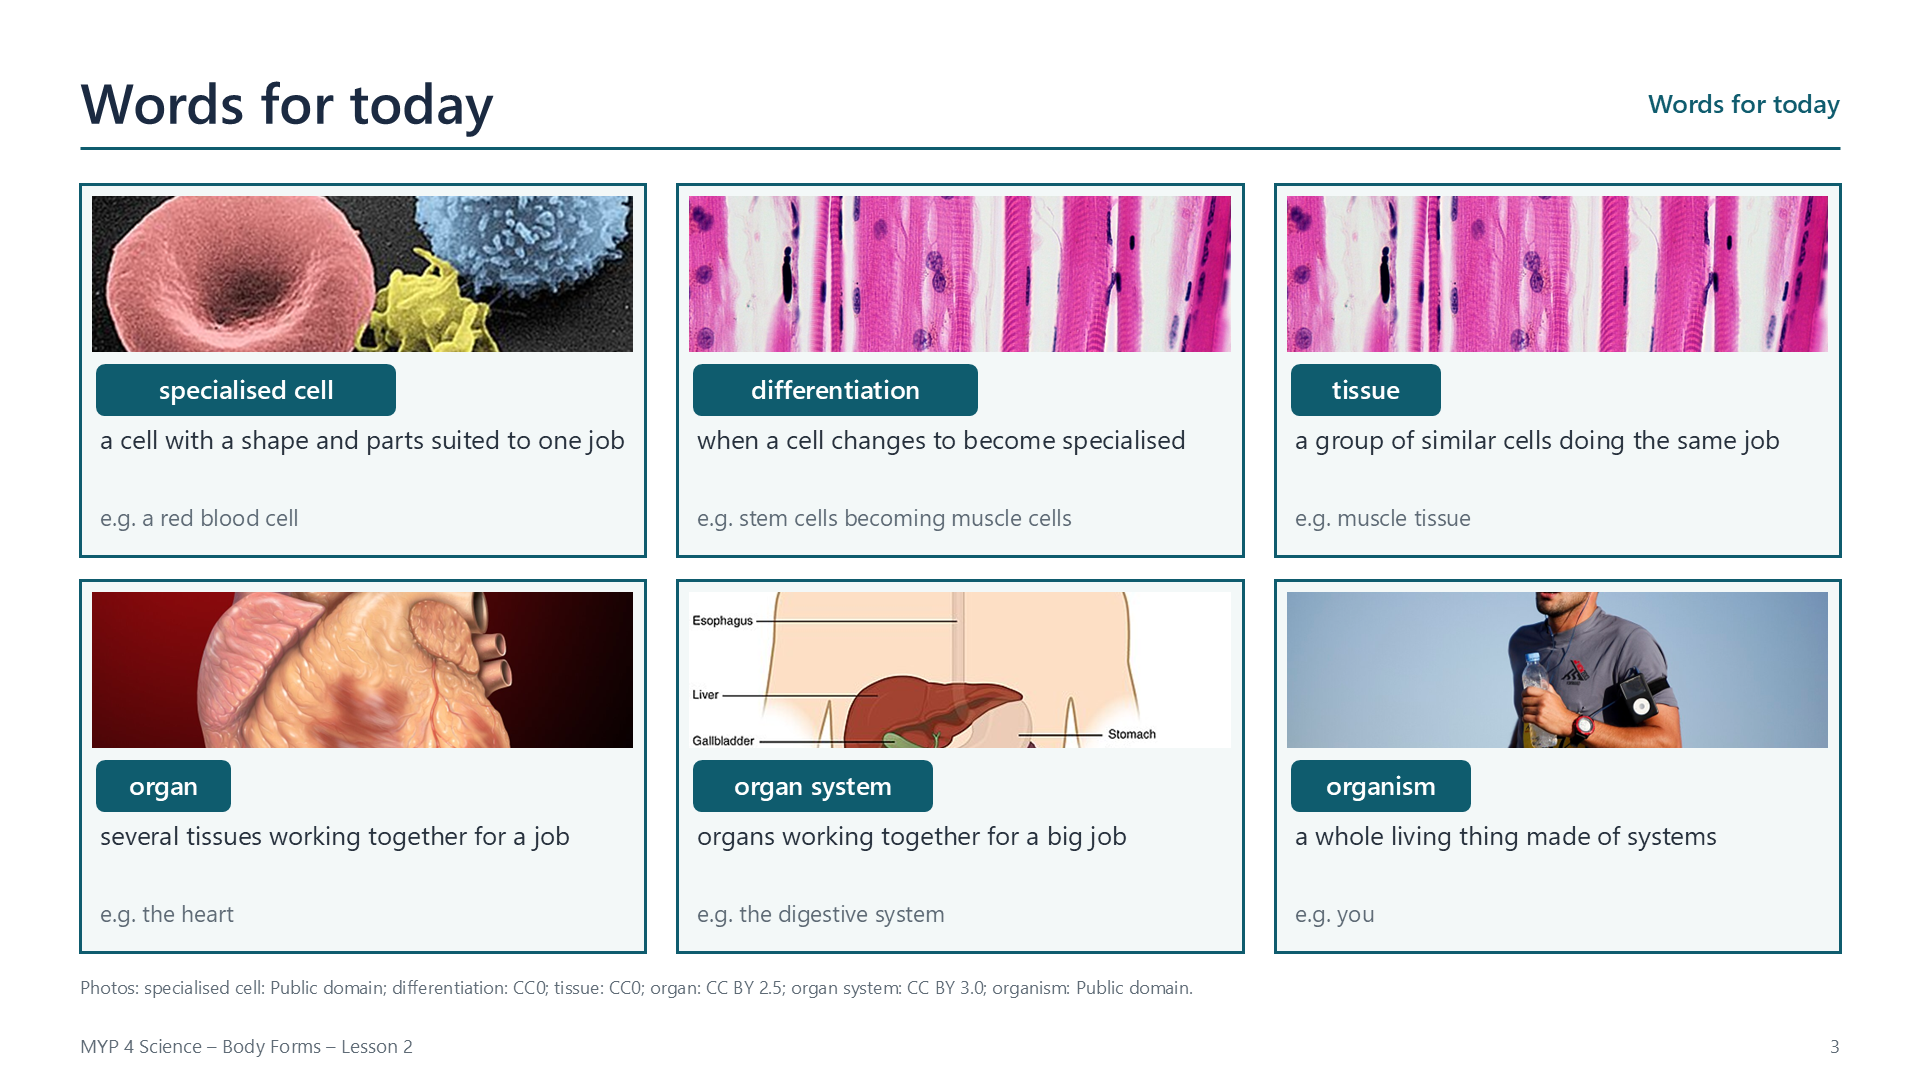 Words for today
Words for today
specialised cell
a cell with a shape and parts suited to one job
e.g. a red blood cell
differentiation
when a cell changes to become specialised
e.g. stem cells becoming muscle cells
tissue
a group of similar cells doing the same job
e.g. muscle tissue
organ
several tissues working together for a job
e.g. the heart
Esophagus
Liver
Gallbladder
Stomach
organ system
organs working together for a big job
e.g. the digestive system
organism
a whole living thing made of systems
e.g. you
Photos: specialised cell: Public domain; differentiation: CC0; tissue: CC0; organ: CC BY 2.5; organ system: CC BY 3.0; organism: Public domain.
MYP 4 Science – Body Forms – Lesson 2
3